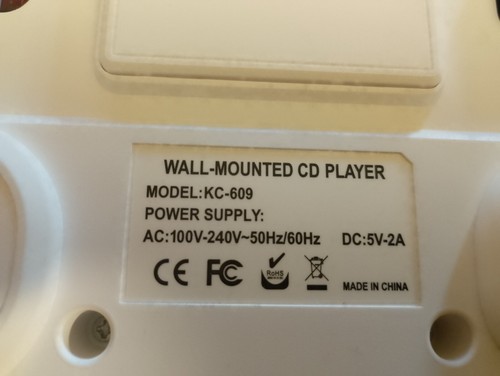 WALL-MOUNTED CD PLAYER
MODEL:KC-609
POWER SUPPLY:
AC:100V-240V~50Hz/60Hz DC:5V-2A
CE FC RoHS MADE IN CHINA